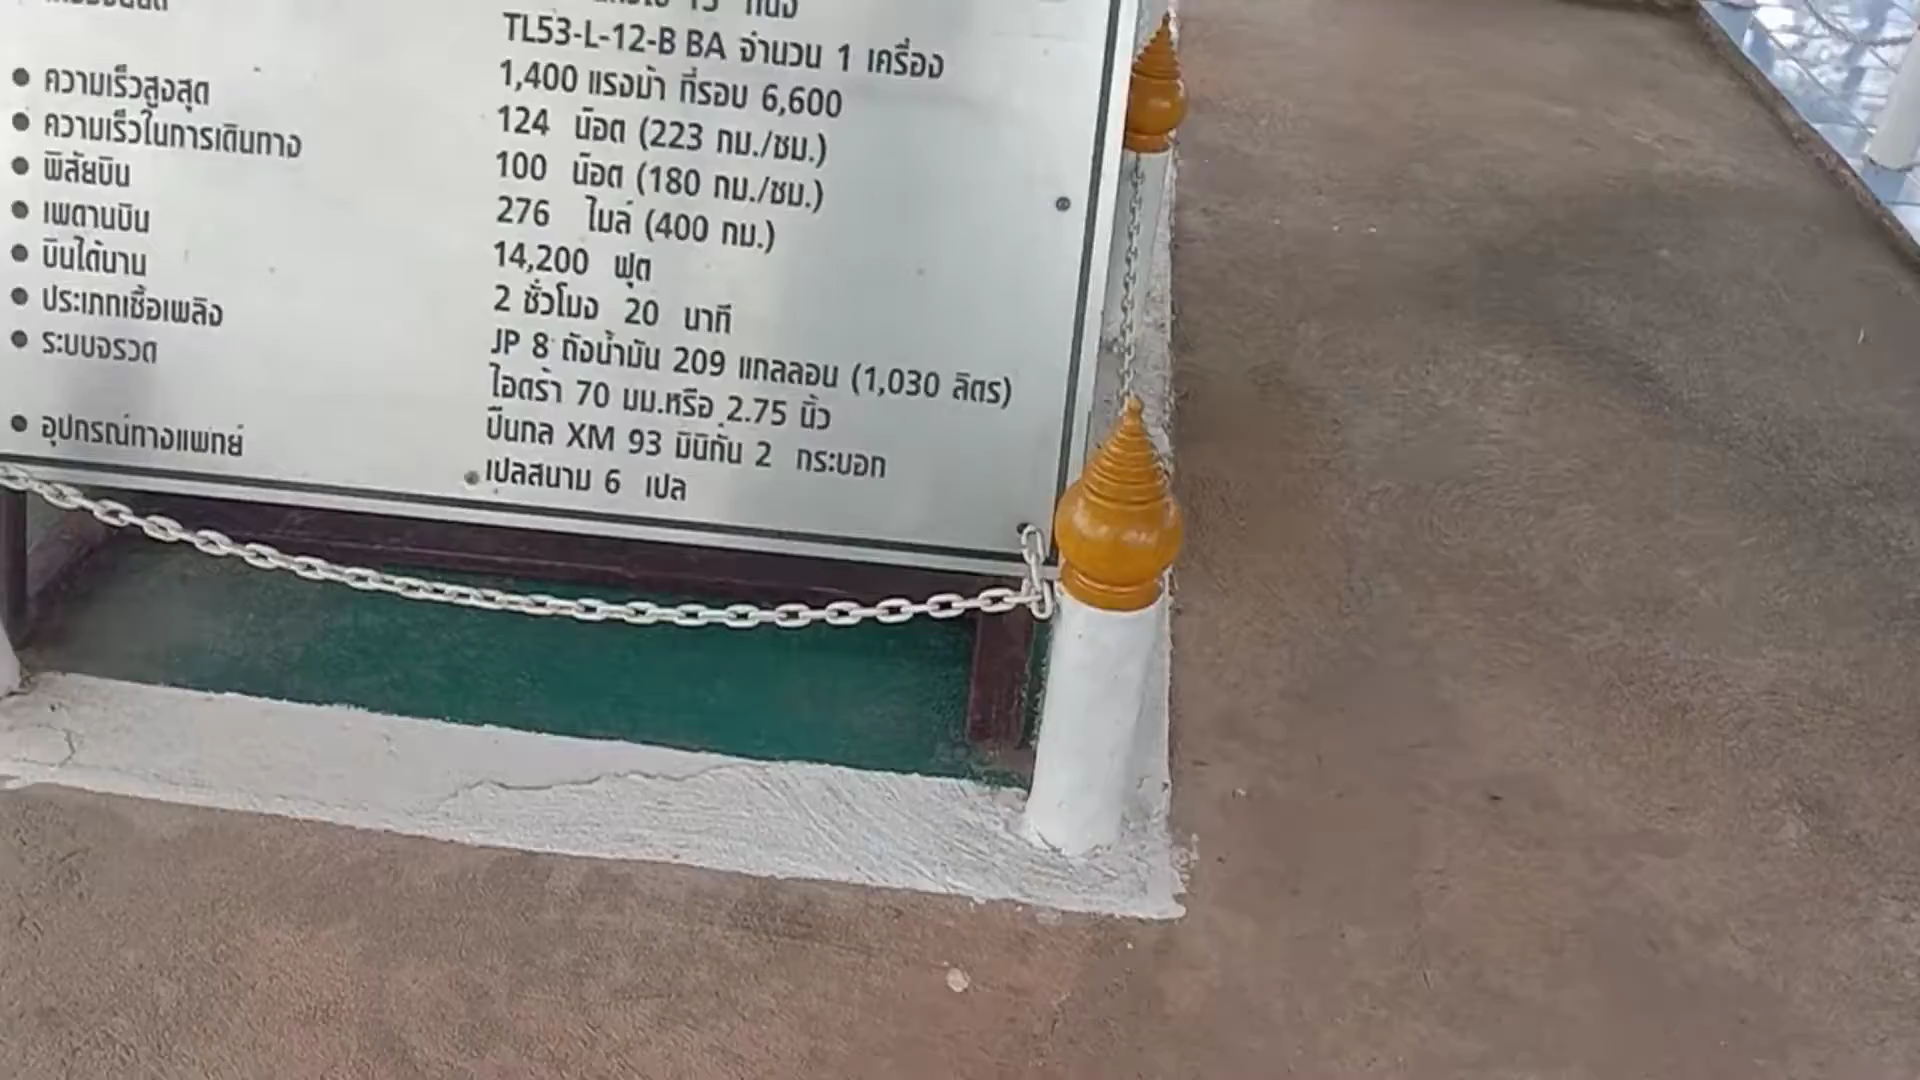 TL53-L-12-B BA จำนวน 1 เครื่อง
1,400 แรงม้า ที่รอบ 6,600
• ความเร็วสูงสุด 124 น๊อต (223 กม./ชม.)
• ความเร็วในการเดินทาง 100 น๊อต (180 กม./ชม.)
• พิสัยบิน 276 ไมล์ (400 กม.)
• เพดานบิน 14,200 ฟุต
• บินได้นาน 2 ชั่วโมง 20 นาที
• ประเภทเชื้อเพลิง JP 8 ถังน้ำมัน 209 แกลลอน (1,030 ลิตร)
• ระบบจรวด ไฮดร้า 70 มม.หรือ 2.75 นิ้ว
ปืนกล XM 93 มินิกัน 2 กระบอก
• อุปกรณ์ทางแพทย์ เปลสนาม 6 เปล